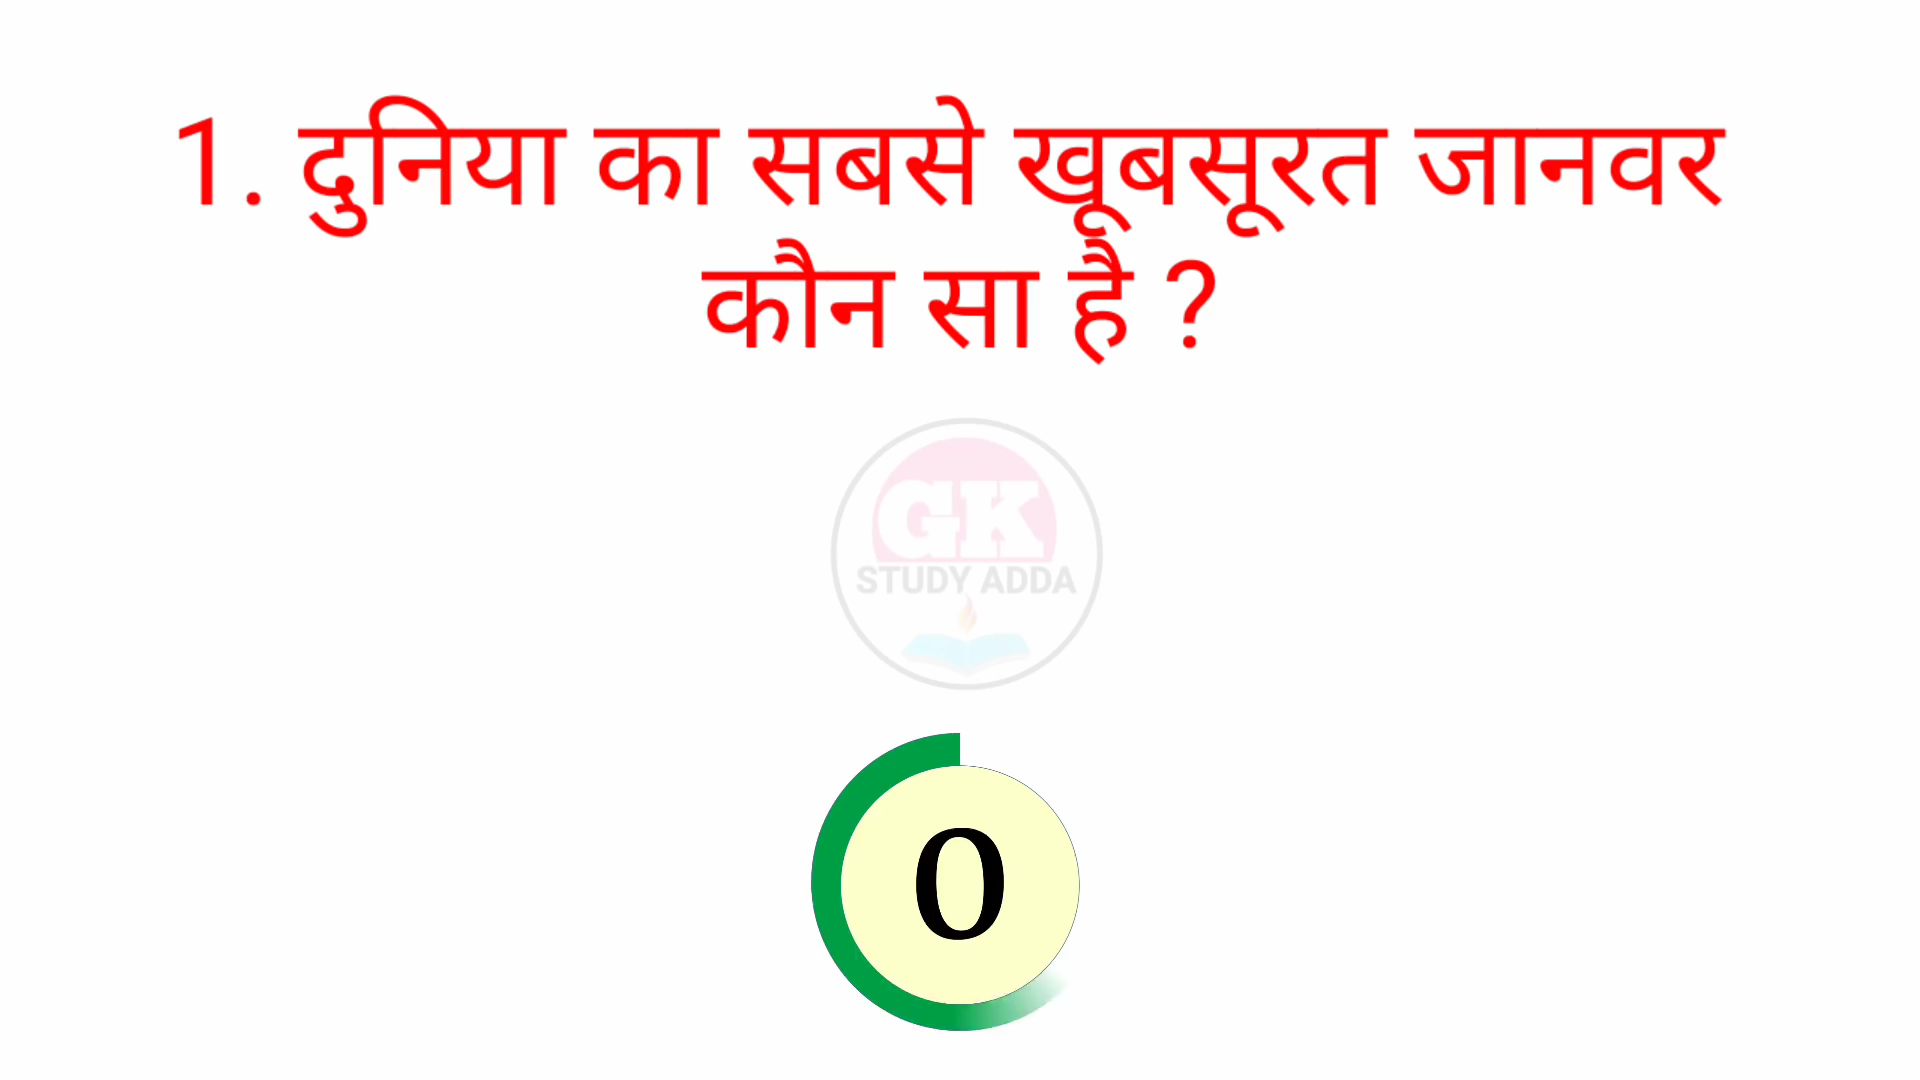 1. दुनिया का सबसे खूबसूरत जानवर
कौन सा है ?
GK
STUDY ADDA
0